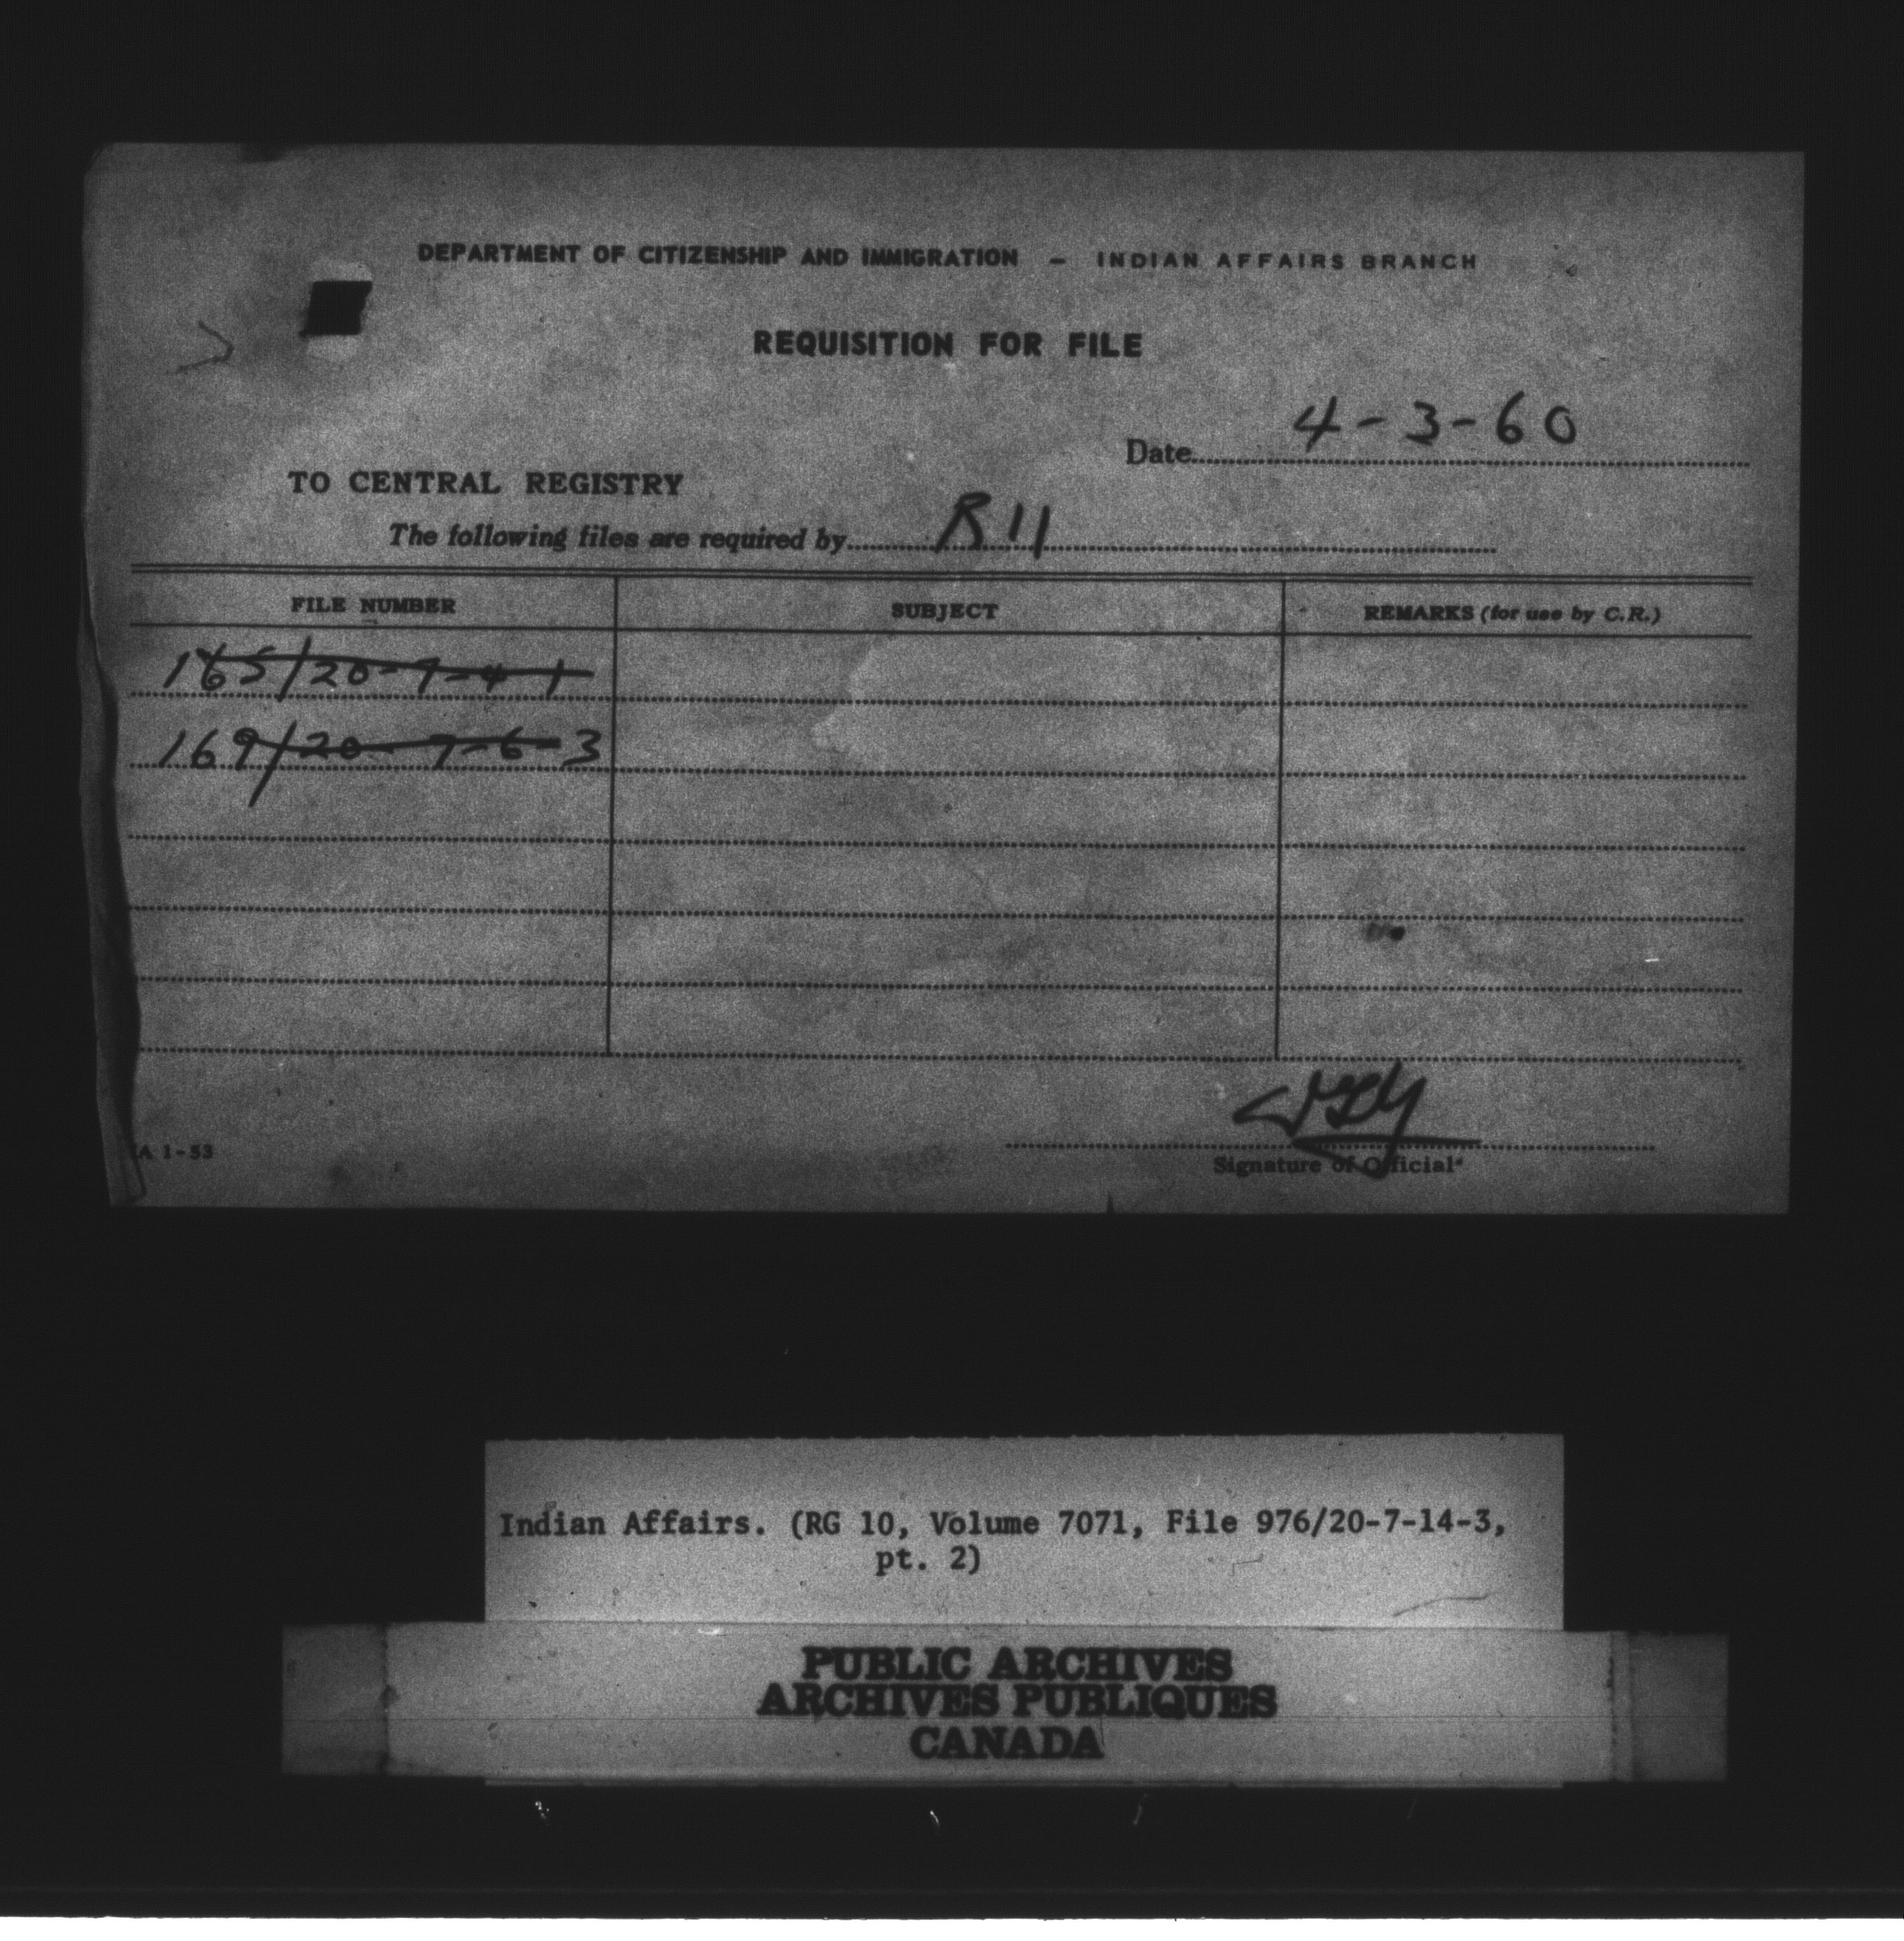 DEPARTMENT OF CITIZENSHIP AND IMMIGRATION – INDIAN AFFAIRS BRANCH
REQUISITION FOR FILE
Date 4-3-60
TO CENTRAL REGISTRY
The following files are required by R11
FILE NUMBER SUBJECT REMARKS (for use by C.R.)
165/20-7-4-1
169/20-7-6-3
A 1-53
Signature of Official
Indian Affairs. (RG 10, Volume 7071, File 976/20-7-14-3,
pt. 2)
PUBLIC ARCHIVES
ARCHIVES PUBLIQUES
CANADA